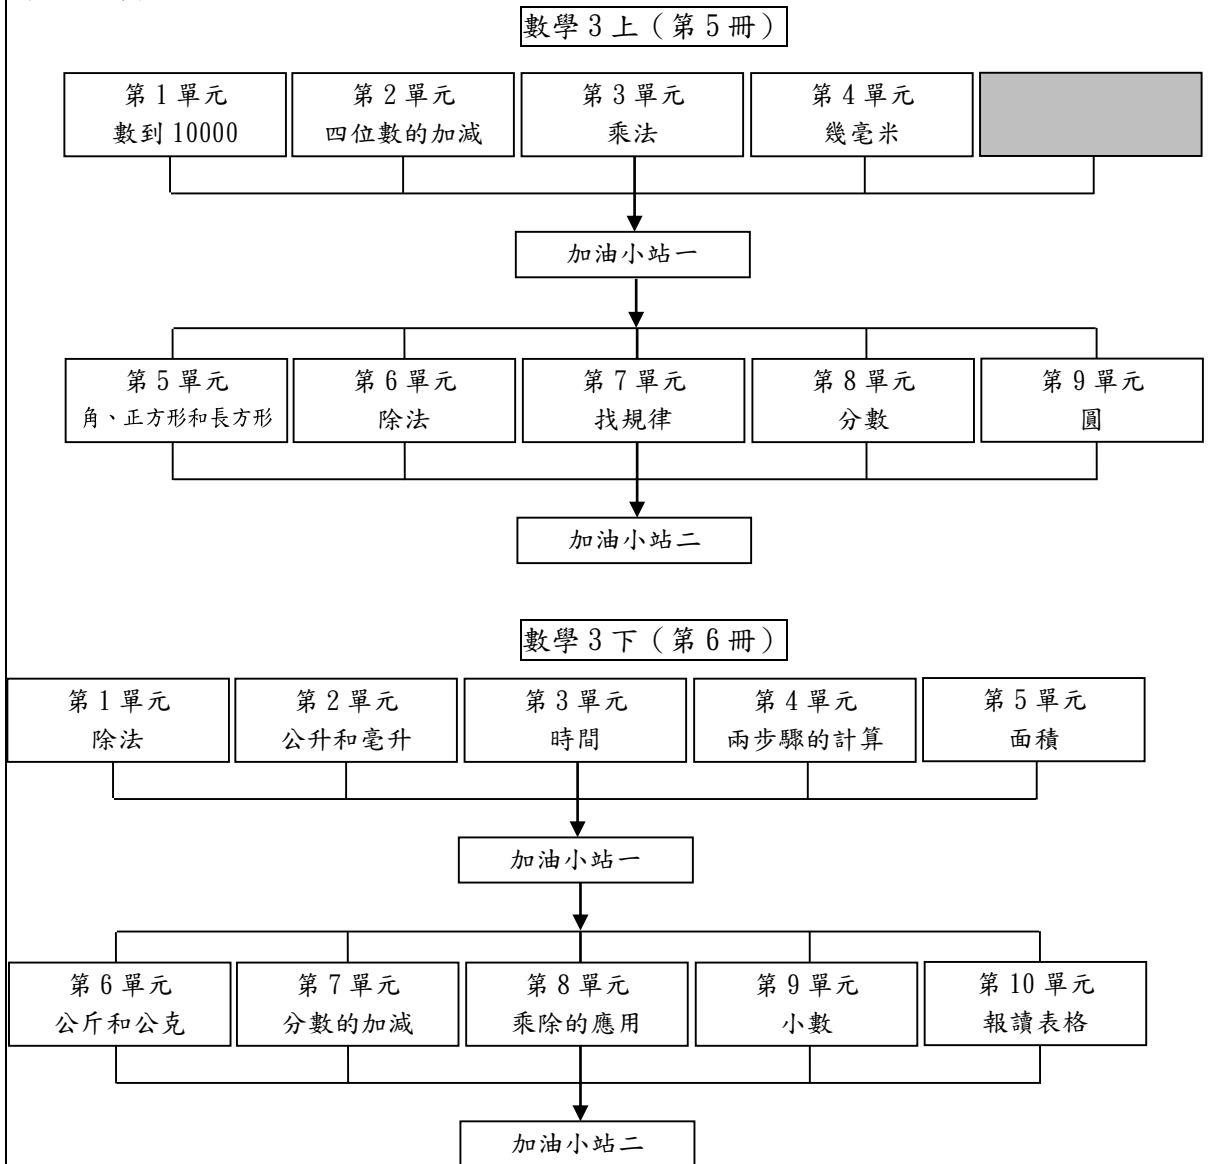 數學3上（第5冊）
第1單元
數到10000
第2單元
四位數的加減
第3單元
乘法
第4單元
幾毫米
加油小站一
第5單元
角、正方形和長方形
第6單元
除法
第7單元
找規律
第8單元
分數
第9單元
圓
加油小站二
數學3下（第6冊）
第1單元
除法
第2單元
公升和毫升
第3單元
時間
第4單元
兩步驟的計算
第5單元
面積
加油小站一
第6單元
公斤和公克
第7單元
分數的加減
第8單元
乘除的應用
第9單元
小數
第10單元
報讀表格
加油小站二